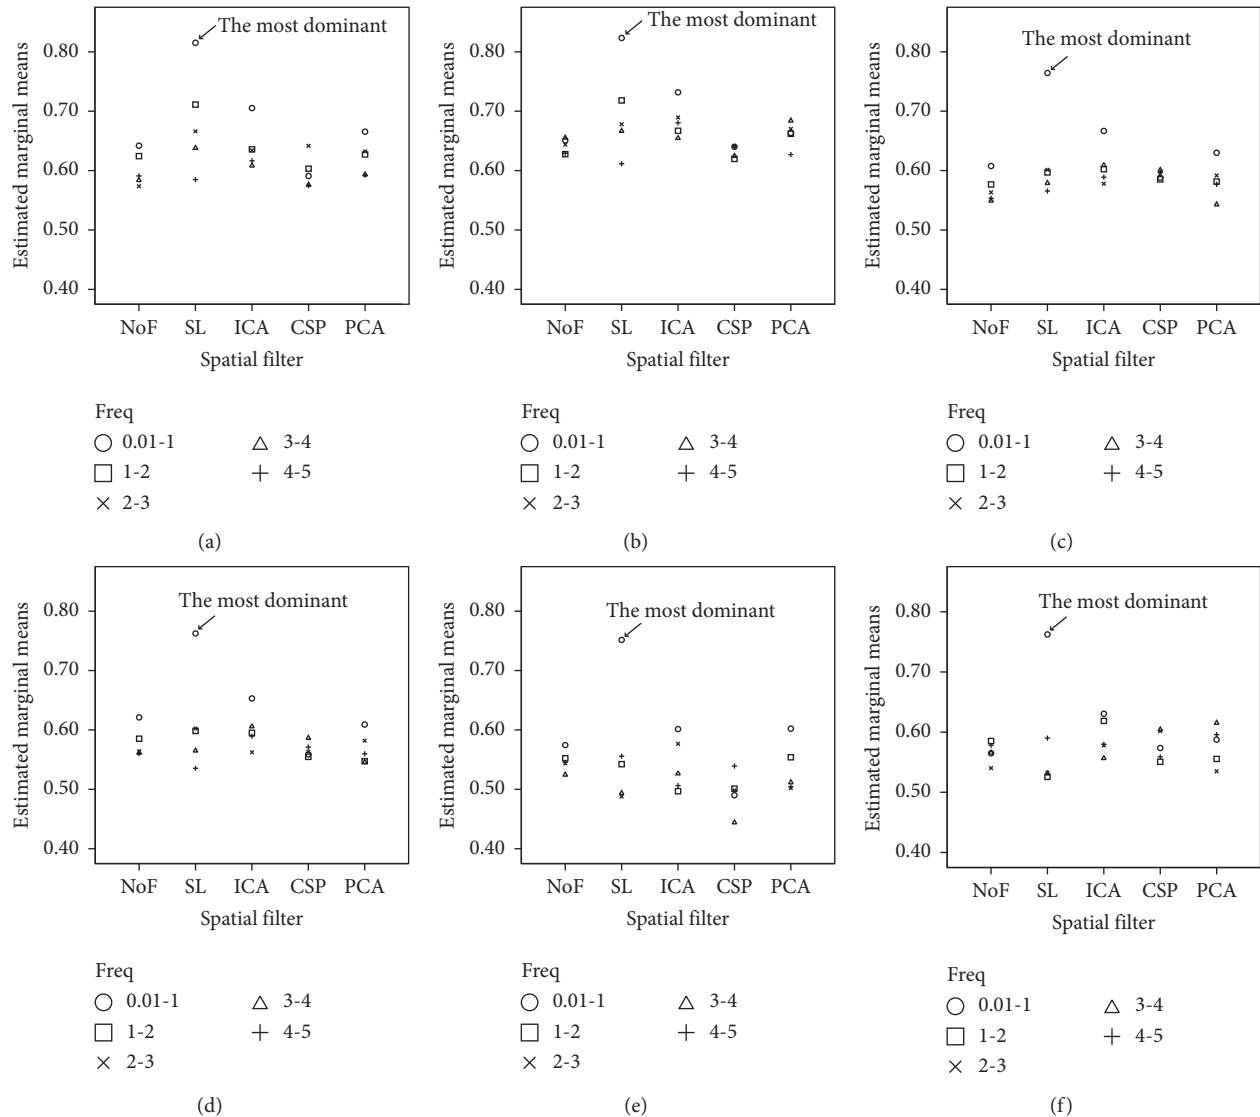 The most dominant
0.80
0.70
0.60
0.50
0.40
Estimated marginal means
NoF SL ICA CSP PCA
Spatial filter
Freq
0.01-1 3-4
1-2 4-5
2-3
(a)
The most dominant
0.80
0.70
0.60
0.50
0.40
Estimated marginal means
NoF SL ICA CSP PCA
Spatial filter
Freq
0.01-1 3-4
1-2 4-5
2-3
(b)
The most dominant
0.80
0.70
0.60
0.50
0.40
Estimated marginal means
NoF SL ICA CSP PCA
Spatial filter
Freq
0.01-1 3-4
1-2 4-5
2-3
(c)
The most dominant
0.80
0.70
0.60
0.50
0.40
Estimated marginal means
NoF SL ICA CSP PCA
Spatial filter
Freq
0.01-1 3-4
1-2 4-5
2-3
(d)
The most dominant
0.80
0.70
0.60
0.50
0.40
Estimated marginal means
NoF SL ICA CSP PCA
Spatial filter
Freq
0.01-1 3-4
1-2 4-5
2-3
(e)
The most dominant
0.80
0.70
0.60
0.50
0.40
Estimated marginal means
NoF SL ICA CSP PCA
Spatial filter
Freq
0.01-1 3-4
1-2 4-5
2-3
(f)